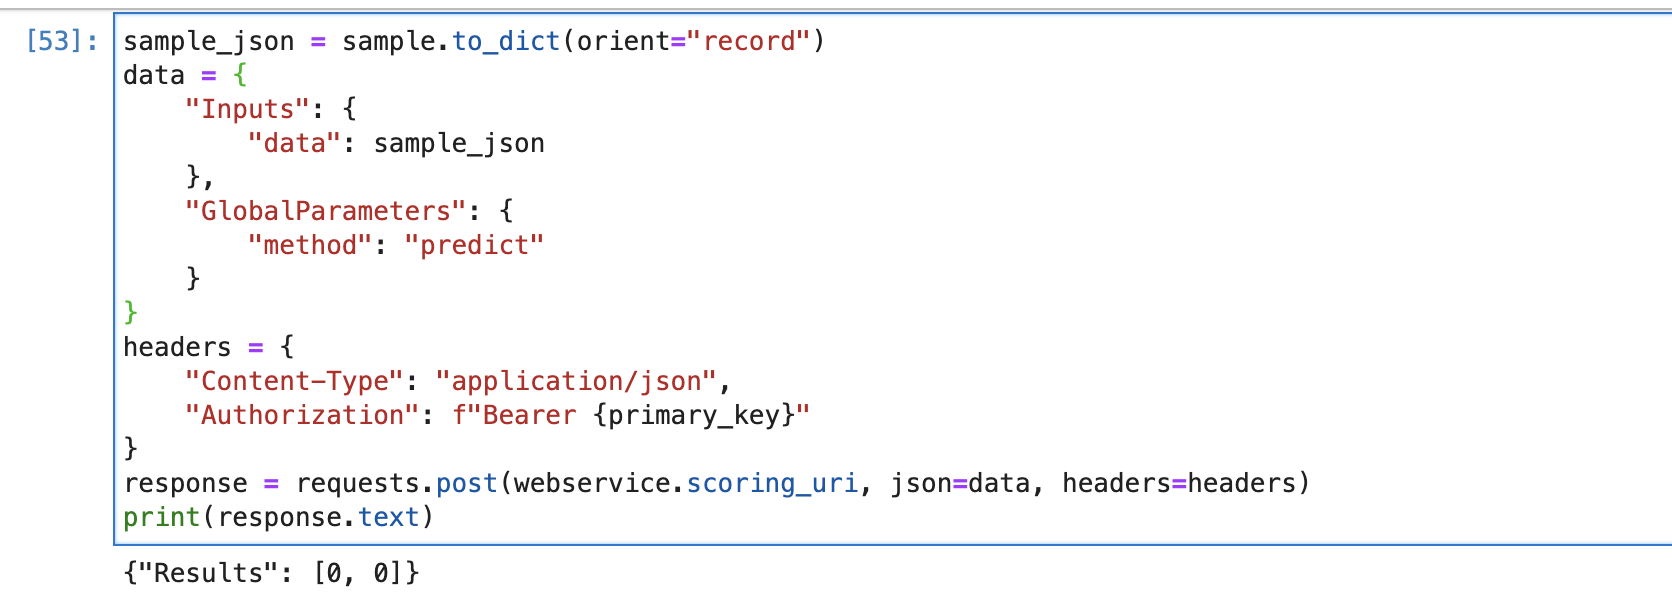 [53]: sample_json = sample.to_dict(orient="record")
data = {
    "Inputs": {
        "data": sample_json
    },
    "GlobalParameters": {
        "method": "predict"
    }
}
headers = {
    "Content-Type": "application/json",
    "Authorization": f"Bearer {primary_key}"
}
response = requests.post(webservice.scoring_uri, json=data, headers=headers)
print(response.text)
{"Results": [0, 0]}